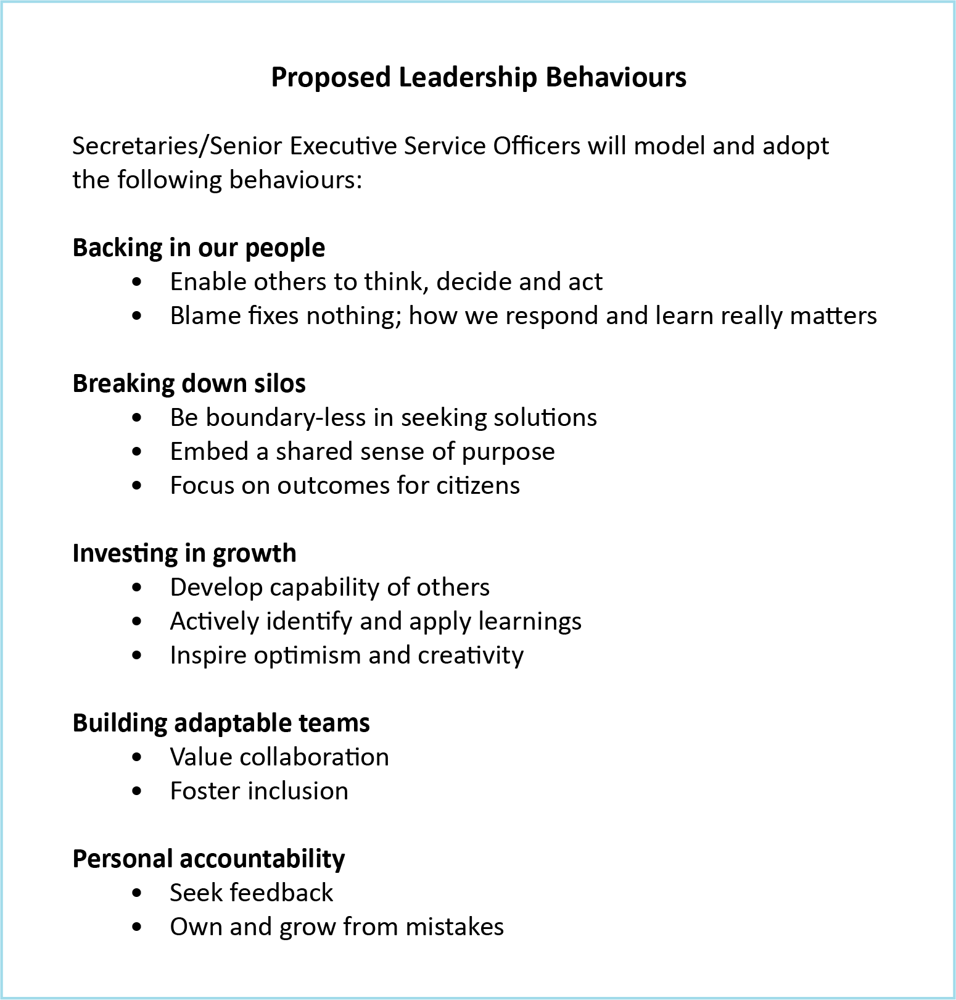 Proposed Leadership Behaviours
Secretaries/Senior Executive Service Officers will model and adopt
the following behaviours:
Backing in our people
• Enable others to think, decide and act
• Blame fixes nothing; how we respond and learn really matters
Breaking down silos
• Be boundary-less in seeking solutions
• Embed a shared sense of purpose
• Focus on outcomes for citizens
Investing in growth
• Develop capability of others
• Actively identify and apply learnings
• Inspire optimism and creativity
Building adaptable teams
• Value collaboration
• Foster inclusion
Personal accountability
• Seek feedback
• Own and grow from mistakes